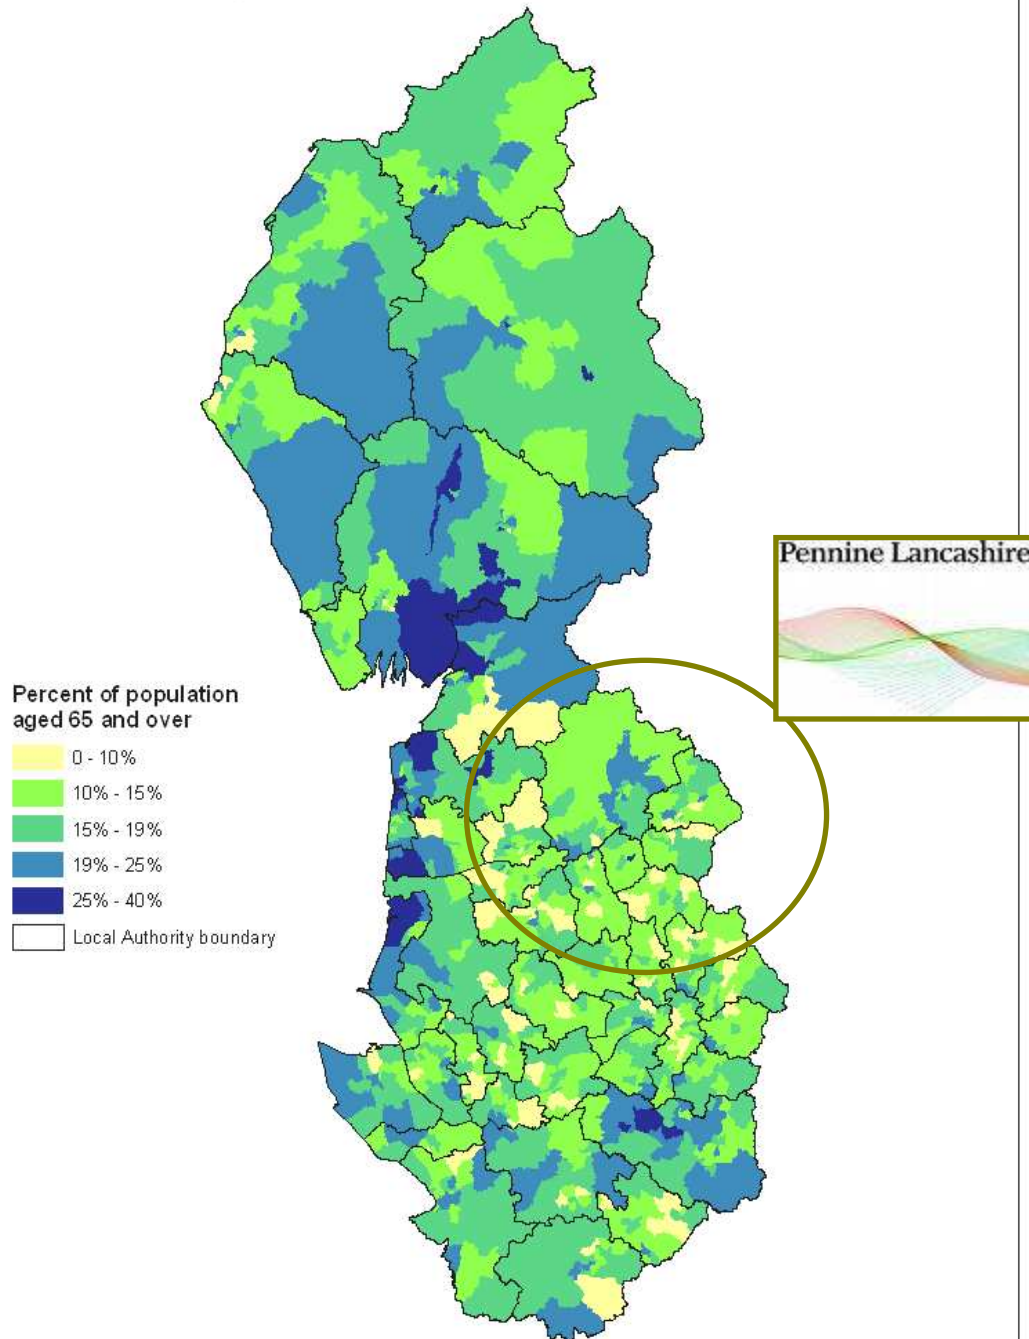 Pennine Lancashire
Percent of population
aged 65 and over
0 - 10%
10% - 15%
15% - 19%
19% - 25%
25% - 40%
Local Authority boundary